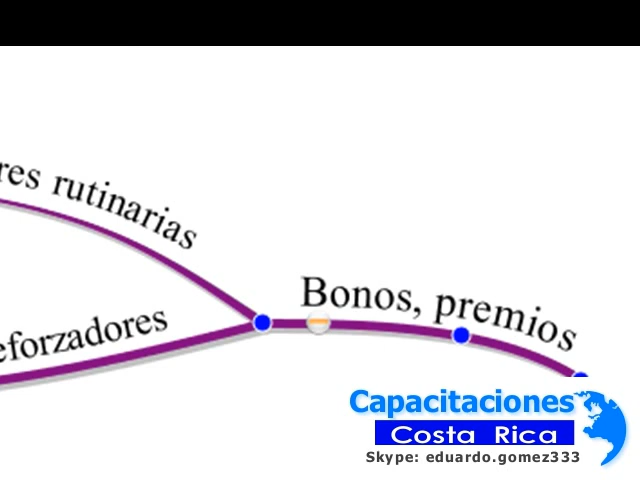 res rutinarias
eforzadores
Bonos, premios
Capacitaciones
Costa Rica
Skype: eduardo.gomez333